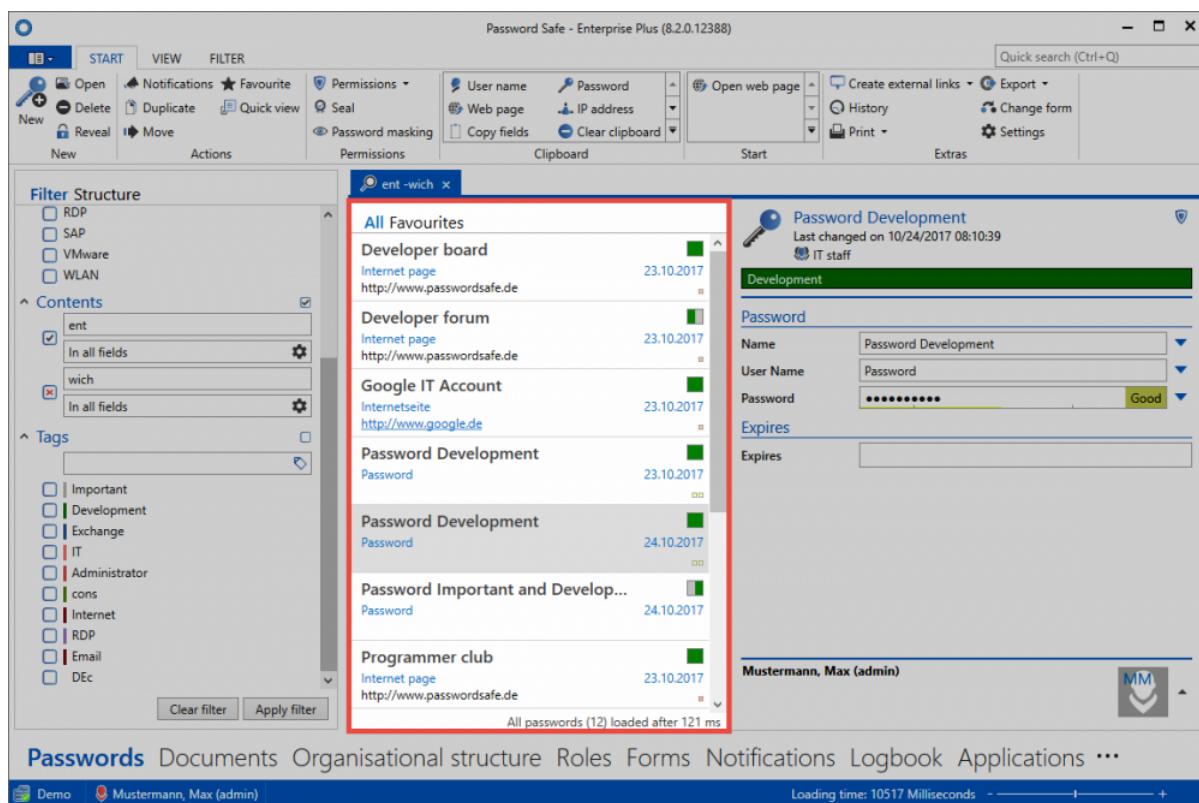 Password Safe - Enterprise Plus (8.2.0.12388)
START VIEW FILTER
Quick search (Ctrl+Q)
New
Open
Delete
Reveal
New
Notifications Favourite
Duplicate Quick view
Move
Actions
Permissions
Seal
Password masking
Permissions
User name Password
Web page IP address
Copy fields Clear clipboard
Clipboard
Open web page
Start
Create external links Export
History Change form
Print Settings
Extras
Filter Structure
RDP
SAP
VMware
WLAN
Contents
ent
In all fields
wich
In all fields
Tags
Important
Development
Exchange
IT
Administrator
cons
Internet
RDP
Email
DEc
Clear filter Apply filter
ent -wich x
All Favourites
Developer board
Internet page 23.10.2017
http://www.passwordsafe.de
Developer forum
Internet page 23.10.2017
http://www.passwordsafe.de
Google IT Account
Internetseite 23.10.2017
http://www.google.de
Password Development
Password 23.10.2017
Password Development
Password 24.10.2017
Password Important and Develop...
Password 24.10.2017
Programmer club
Internet page 23.10.2017
http://www.passwordsafe.de
All passwords (12) loaded after 121 ms
Password Development
Last changed on 10/24/2017 08:10:39
IT staff
Development
Password
Name Password Development
User Name Password
Password •••••••••• Good
Expires
Expires
Mustermann, Max (admin)
MM
Passwords Documents Organisational structure Roles Forms Notifications Logbook Applications •••
Demo Mustermann, Max (admin) Loading time: 10517 Milliseconds - +